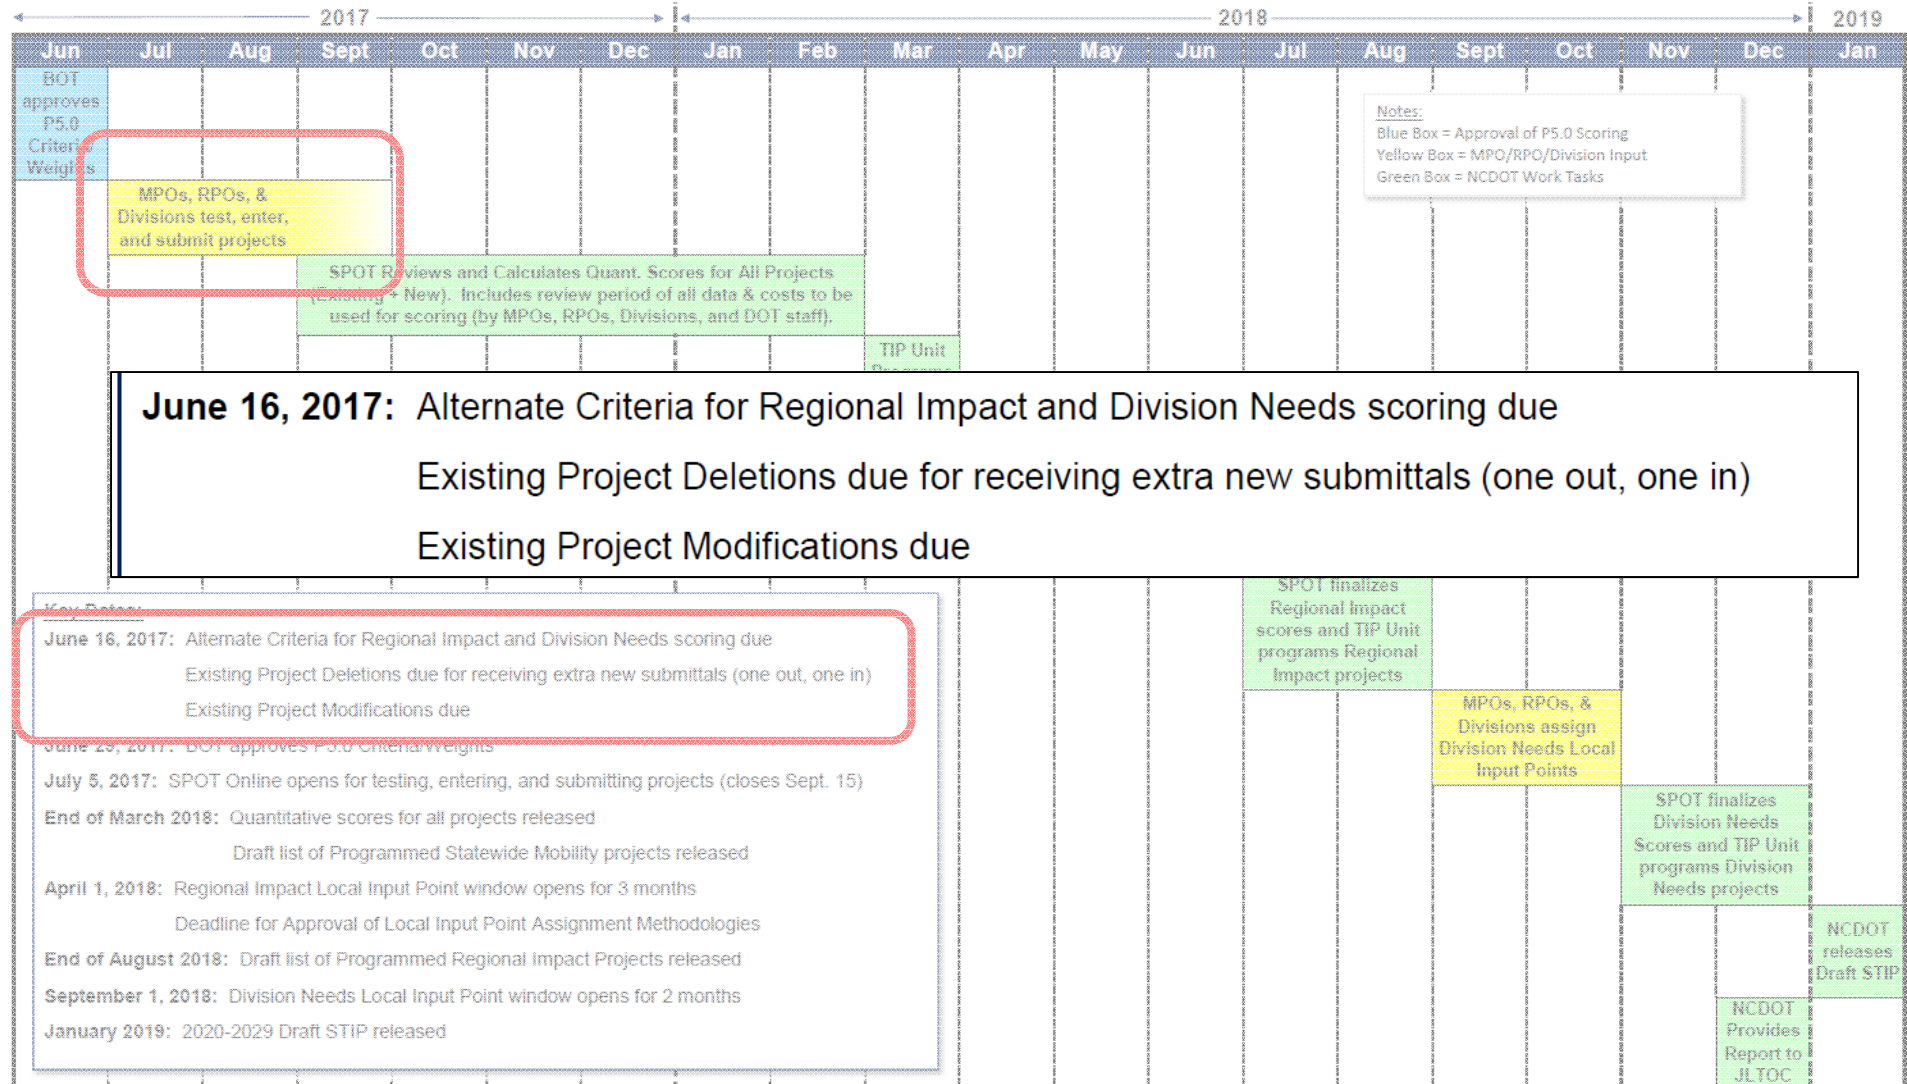 2017
2018
2019
Jun Jul Aug Sept Oct Nov Dec Jan Feb Mar Apr May Jun Jul Aug Sept Oct Nov Dec Jan
BOT
approves
P5.0
Criteria/
Weights
Notes:
Blue Box = Approval of P5.0 Scoring
Yellow Box = MPO/RPO/Division Input
Green Box = NCDOT Work Tasks
MPOs, RPOs, &
Divisions test, enter,
and submit projects
SPOT Reviews and Calculates Quant. Scores for All Projects
(Existing + New). Includes review period of all data & costs to be
used for scoring (by MPOs, RPOs, Divisions, and DOT staff).
TIP Unit
Programs
June 16, 2017: Alternate Criteria for Regional Impact and Division Needs scoring due
Existing Project Deletions due for receiving extra new submittals (one out, one in)
Existing Project Modifications due
SPOT finalizes
Regional Impact
scores and TIP Unit
programs Regional
Impact projects
MPOs, RPOs, &
Divisions assign
Division Needs Local
Input Points
SPOT finalizes
Division Needs
Scores and TIP Unit
programs Division
Needs projects
NCDOT
releases
Draft STIP
NCDOT
Provides
Report to
JLTOC
Key Dates:
June 16, 2017: Alternate Criteria for Regional Impact and Division Needs scoring due
Existing Project Deletions due for receiving extra new submittals (one out, one in)
Existing Project Modifications due
June 29, 2017: BOT approves P5.0 Criteria/Weights
July 5, 2017: SPOT Online opens for testing, entering, and submitting projects (closes Sept. 15)
End of March 2018: Quantitative scores for all projects released
Draft list of Programmed Statewide Mobility projects released
April 1, 2018: Regional Impact Local Input Point window opens for 3 months
Deadline for Approval of Local Input Point Assignment Methodologies
End of August 2018: Draft list of Programmed Regional Impact Projects released
September 1, 2018: Division Needs Local Input Point window opens for 2 months
January 2019: 2020-2029 Draft STIP released